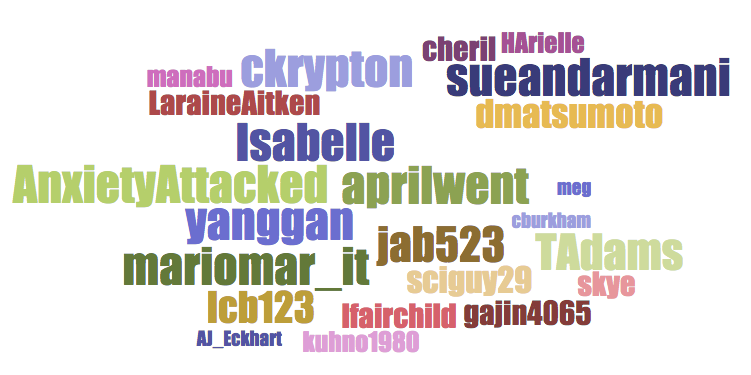 cheril HArielle
manabu ckrypton sueandarmani
LaraineAitken dmatsumoto
Isabelle
AnxietyAttacked aprilwent meg
yanggan cburkham
mariomar_it jab523 TAdams
sciguy29 skye
lcb123 lfairchild gajin4065
AJ_Eckhart kuhno1980